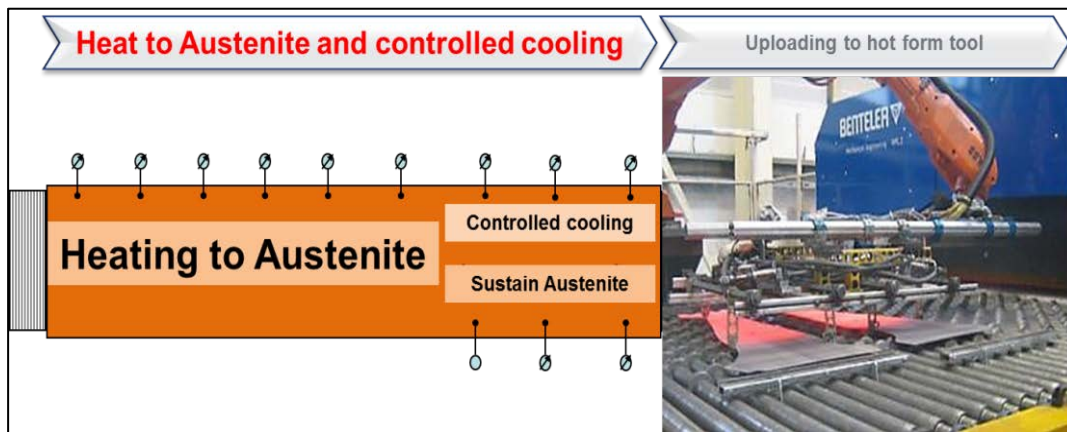 Heat to Austenite and controlled cooling
Uploading to hot form tool
Heating to Austenite
Controlled cooling
Sustain Austenite
BENTELER